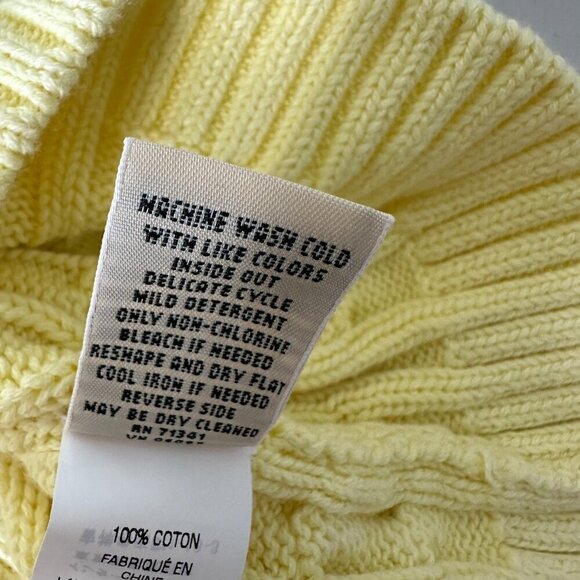 MACHINE WASH COLD
WITH LIKE COLORS
INSIDE OUT
DELICATE CYCLE
MILD DETERGENT
ONLY NON-CHLORINE
BLEACH IF NEEDED
RESHAPE AND DRY FLAT
COOL IRON IF NEEDED
REVERSE SIDE
MAY BE DRY CLEANED
RN 71341
100% COTON
FABRIQUÉ EN
CHINE